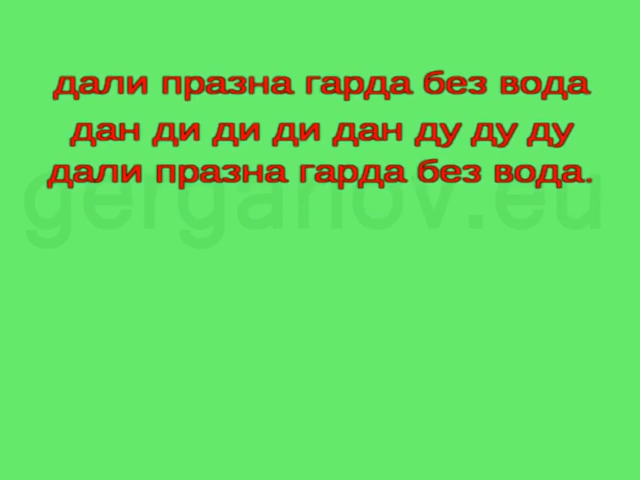 дали празна гарда без вода
дан ди ди ди дан ду ду ду
дали празна гарда без вода.
gerganov.eu